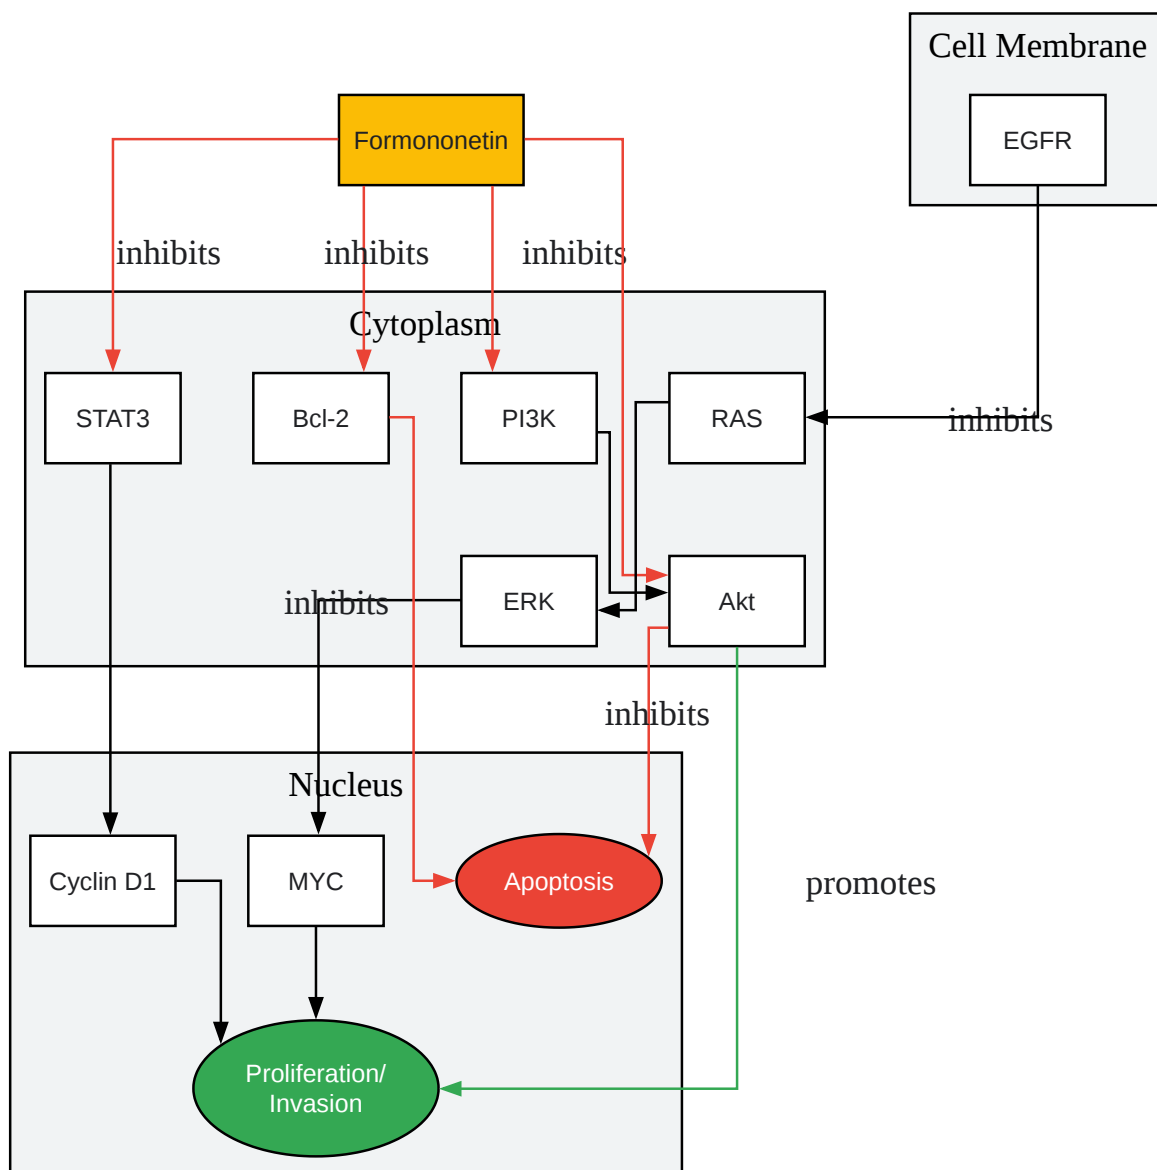 Cell Membrane
Formononetin
EGFR
inhibits
inhibits
inhibits
Cytoplasm
STAT3
Bcl-2
PI3K
RAS
inhibits
inhibits
ERK
Akt
inhibits
Nucleus
Cyclin D1
MYC
Apoptosis
promotes
Proliferation/
Invasion